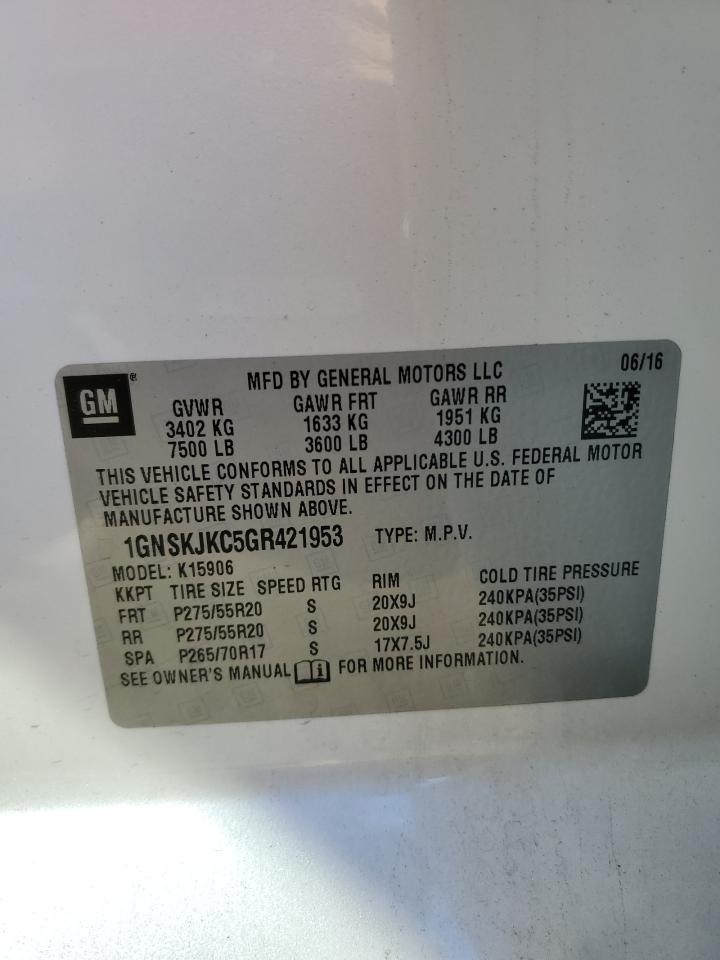 GM ®
MFD BY GENERAL MOTORS LLC 06/16
GVWR GAWR FRT GAWR RR
3402 KG 1633 KG 1951 KG
7500 LB 3600 LB 4300 LB
THIS VEHICLE CONFORMS TO ALL APPLICABLE U.S. FEDERAL MOTOR
VEHICLE SAFETY STANDARDS IN EFFECT ON THE DATE OF
MANUFACTURE SHOWN ABOVE.
1GNSKJKC5GR421953 TYPE: M.P.V.
MODEL: K15906
KKPT TIRE SIZE SPEED RTG RIM COLD TIRE PRESSURE
FRT P275/55R20 S 20X9J 240KPA(35PSI)
RR P275/55R20 S 20X9J 240KPA(35PSI)
SPA P265/70R17 S 17X7.5J 240KPA(35PSI)
SEE OWNER'S MANUAL FOR MORE INFORMATION.